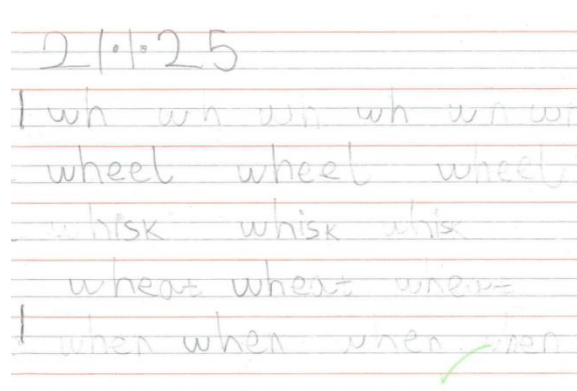 21.1.25
wh wh wh wh wh wh
wheel wheel wheel
whisk whisk whisk
wheat wheat wheat
when when when when